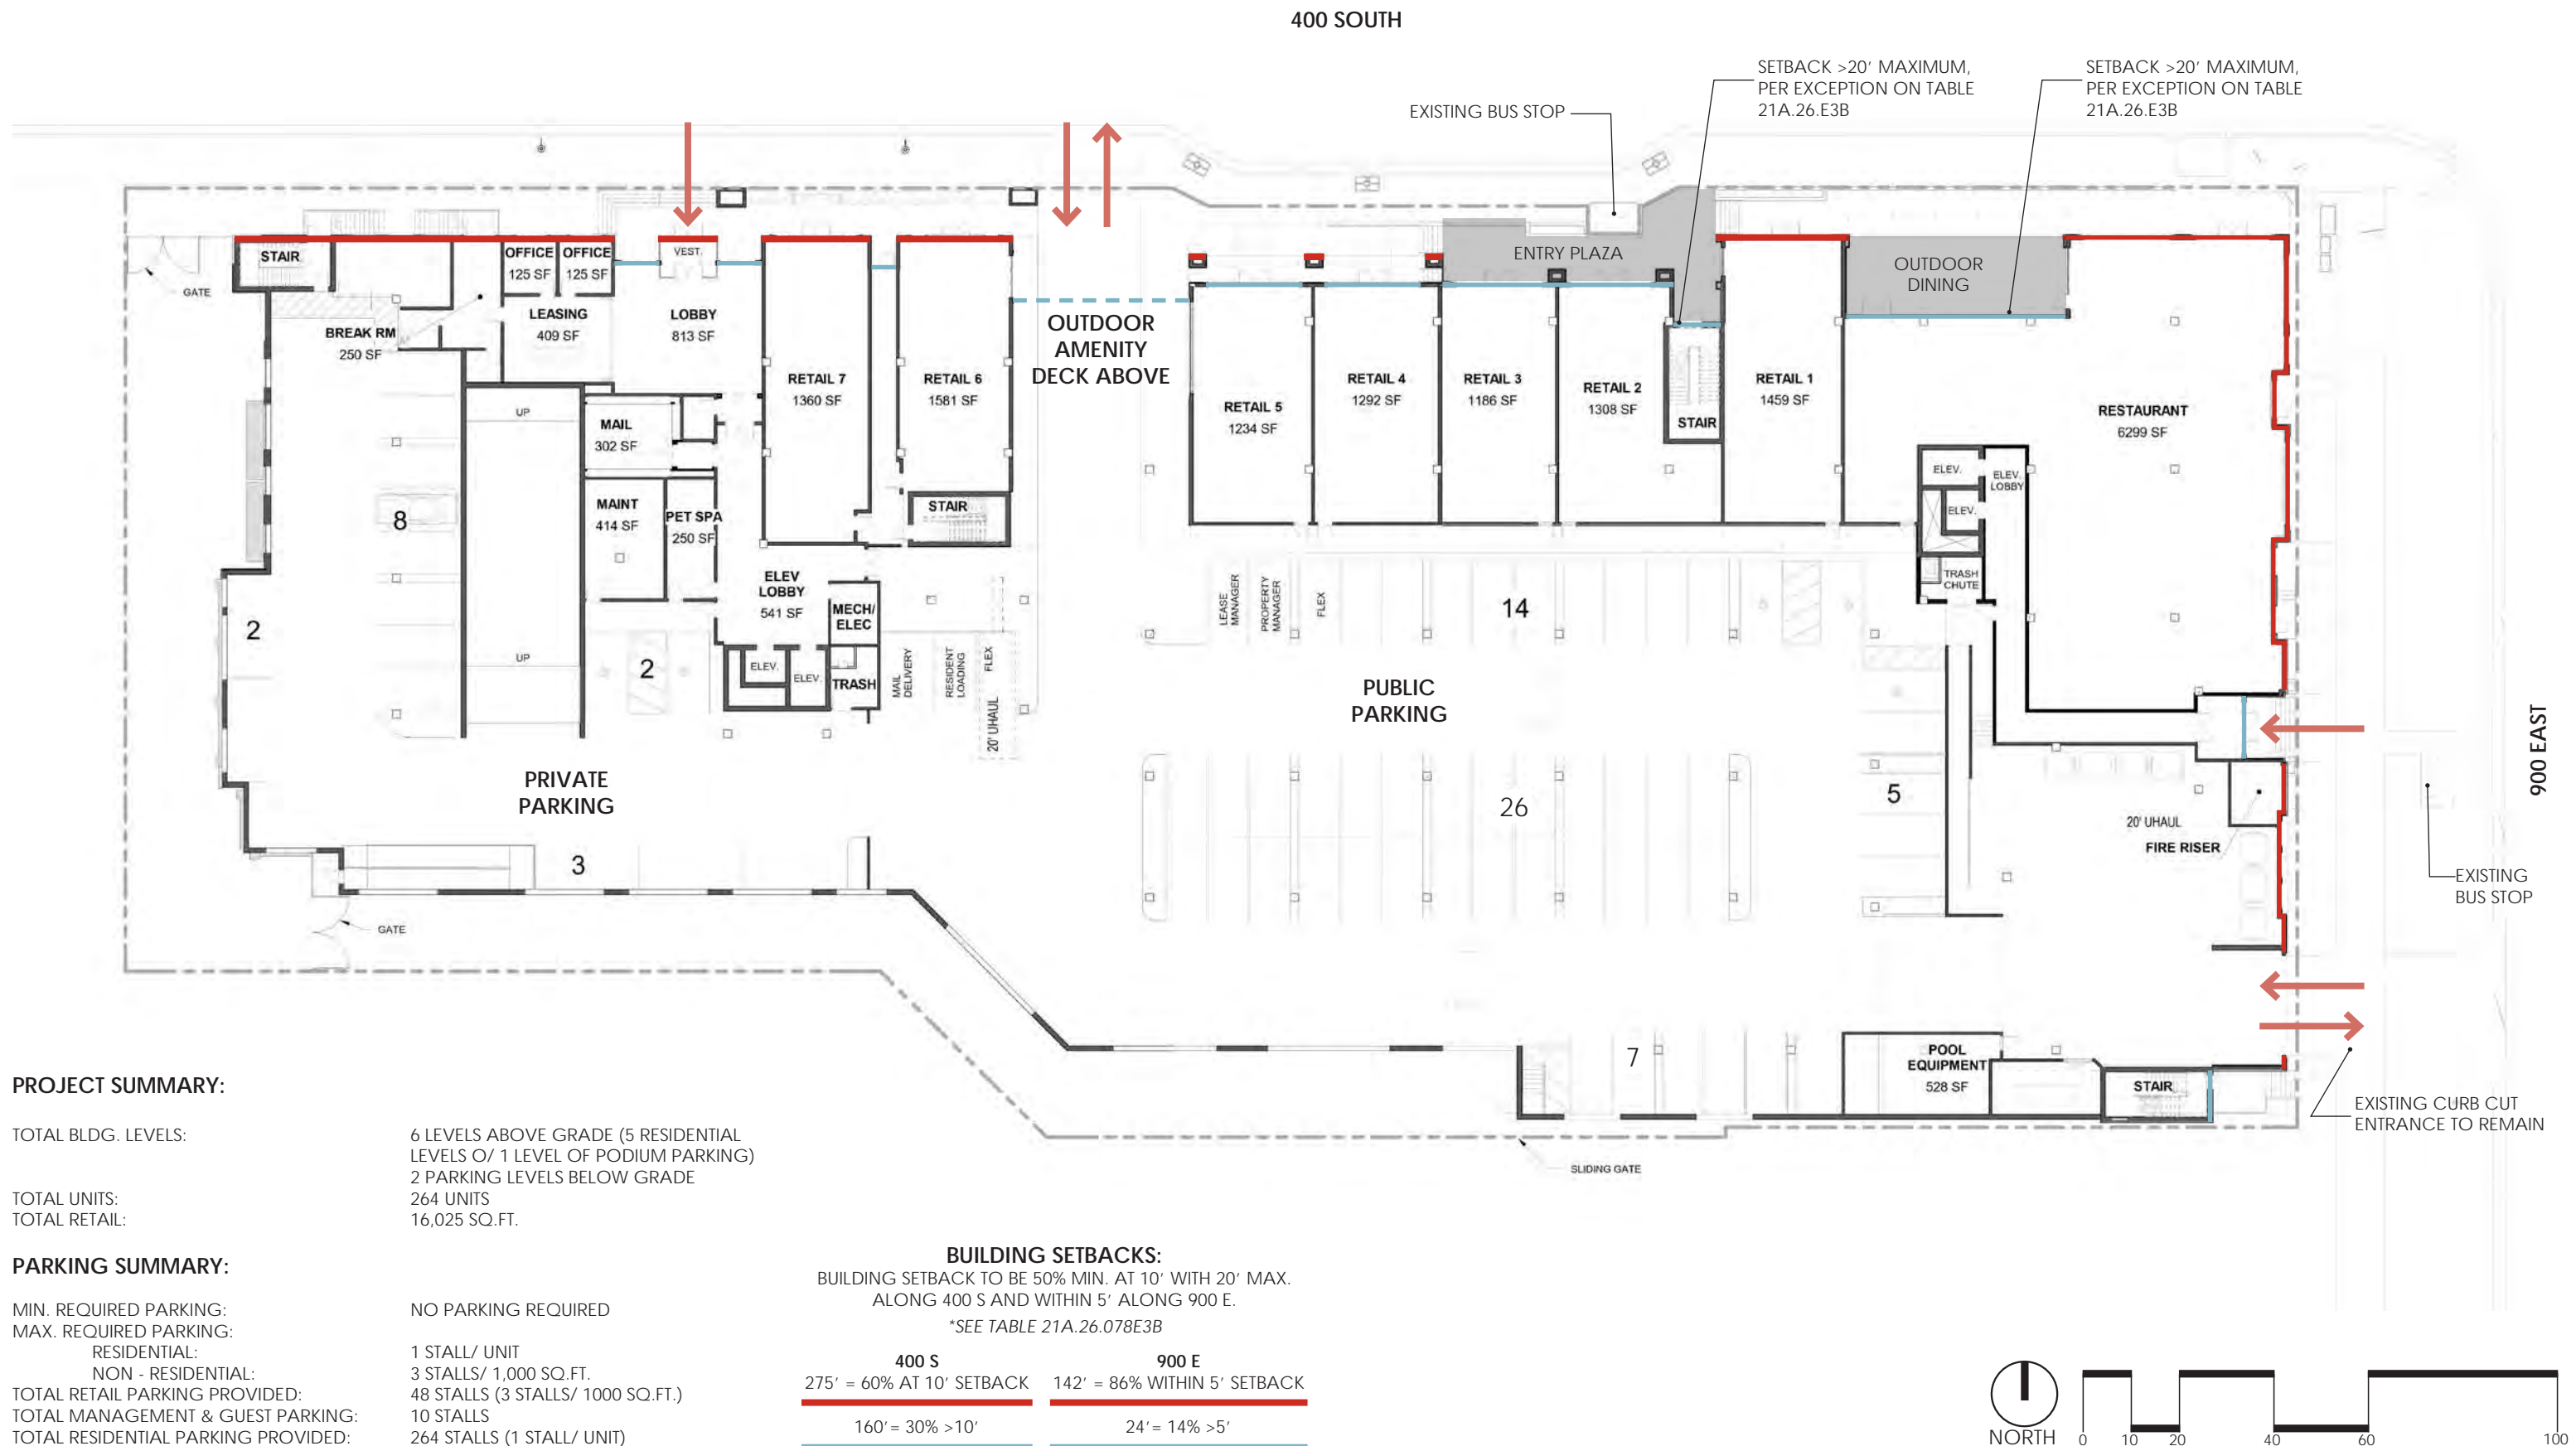 400 SOUTH
SETBACK >20' MAXIMUM,
PER EXCEPTION ON TABLE
21A.26.E3B
SETBACK >20' MAXIMUM,
PER EXCEPTION ON TABLE
21A.26.E3B
EXISTING BUS STOP
ENTRY PLAZA
OUTDOOR
DINING
GATE
STAIR
OFFICE
125 SF
OFFICE
125 SF
VEST.
BREAK RM
250 SF
LEASING
409 SF
LOBBY
813 SF
RETAIL 7
1360 SF
RETAIL 6
1581 SF
OUTDOOR
AMENITY
DECK ABOVE
RETAIL 5
1234 SF
RETAIL 4
1292 SF
RETAIL 3
1186 SF
RETAIL 2
1308 SF
STAIR
RETAIL 1
1459 SF
RESTAURANT
6299 SF
UP
MAIL
302 SF
MAINT
414 SF
PET SPA
250 SF
STAIR
ELEV.
ELEV.
LOBBY
ELEV.
TRASH
CHUTE
8
2
ELEV
LOBBY
541 SF
MECH/
ELEC
LEASE
MANAGER
PROPERTY
MANAGER
FLEX
14
UP
2
ELEV.
ELEV.
TRASH
MAIL
DELIVERY
RESIDENT
LOADING
FLEX
20' UHAUL
PUBLIC
PARKING
900 EAST
PRIVATE
PARKING
26
5
20' UHAUL
FIRE RISER
3
EXISTING
BUS STOP
GATE
7
POOL
EQUIPMENT
528 SF
STAIR
EXISTING CURB CUT
ENTRANCE TO REMAIN
SLIDING GATE
PROJECT SUMMARY:
TOTAL BLDG. LEVELS: 6 LEVELS ABOVE GRADE (5 RESIDENTIAL
LEVELS O/ 1 LEVEL OF PODIUM PARKING)
2 PARKING LEVELS BELOW GRADE
TOTAL UNITS: 264 UNITS
TOTAL RETAIL: 16,025 SQ.FT.
PARKING SUMMARY:
MIN. REQUIRED PARKING: NO PARKING REQUIRED
MAX. REQUIRED PARKING:
RESIDENTIAL: 1 STALL/ UNIT
NON - RESIDENTIAL: 3 STALLS/ 1,000 SQ.FT.
TOTAL RETAIL PARKING PROVIDED: 48 STALLS (3 STALLS/ 1000 SQ.FT.)
TOTAL MANAGEMENT & GUEST PARKING: 10 STALLS
TOTAL RESIDENTIAL PARKING PROVIDED: 264 STALLS (1 STALL/ UNIT)
BUILDING SETBACKS:
BUILDING SETBACK TO BE 50% MIN. AT 10' WITH 20' MAX.
ALONG 400 S AND WITHIN 5' ALONG 900 E.
*SEE TABLE 21A.26.078E3B
400 S 900 E
275' = 60% AT 10' SETBACK 142' = 86% WITHIN 5' SETBACK
160'= 30% >10' 24'= 14% >5'
NORTH 0 10 20 40 60 100